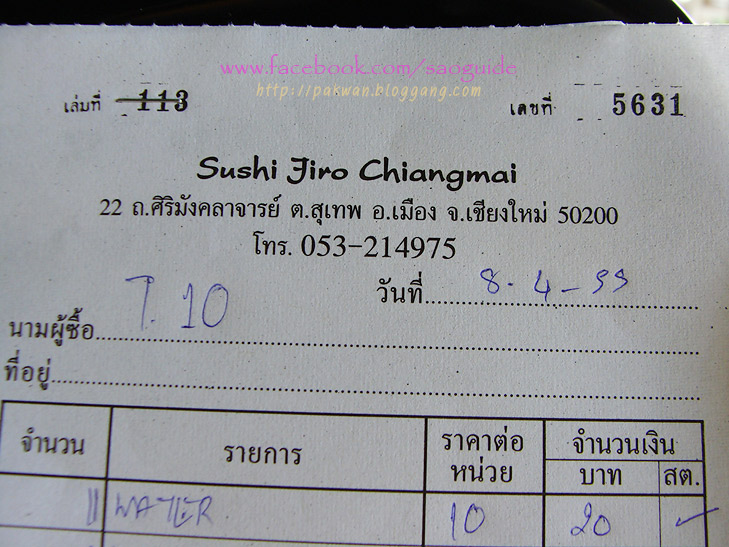 www.facebook.com/saoguide
http://pakwan.bloggang.com
เล่มที่ 113 เลขที่ 5631
Sushi Jiro Chiangmai
22 ถ.ศิริมังคลาจารย์ ต.สุเทพ อ.เมือง จ.เชียงใหม่ 50200
โทร. 053-214975
วันที่ 8-4-55
นามผู้ซื้อ T. 10
ที่อยู่
จำนวน รายการ ราคาต่อหน่วย จำนวนเงิน
บาท สต.
11 WATER 10 20